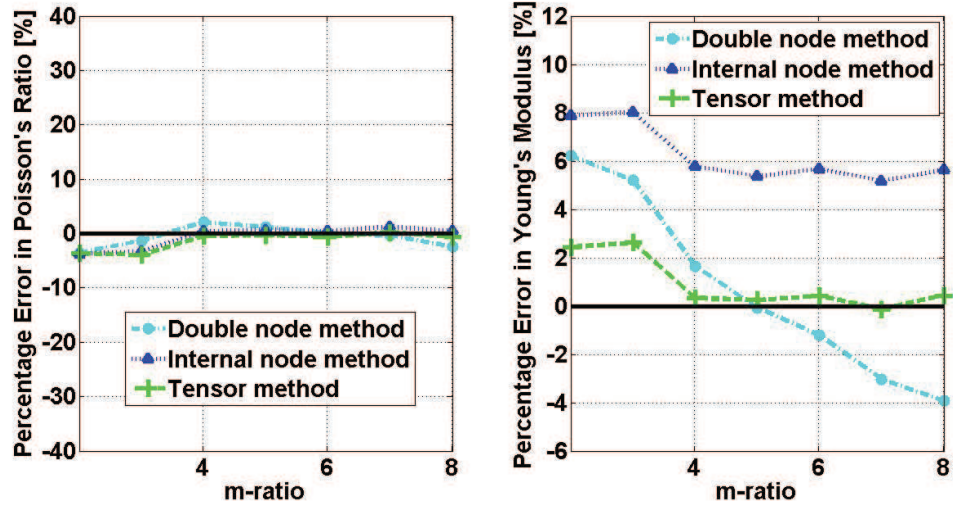 Percentage Error in Poisson's Ratio [%]
40
30
20
10
0
-10
-20
-30
-40
Double node method
Internal node method
Tensor method
4
6
8
m-ratio
Percentage Error in Young's Modulus [%]
12
10
8
6
4
2
0
-2
-4
-6
Double node method
Internal node method
Tensor method
4
6
8
m-ratio